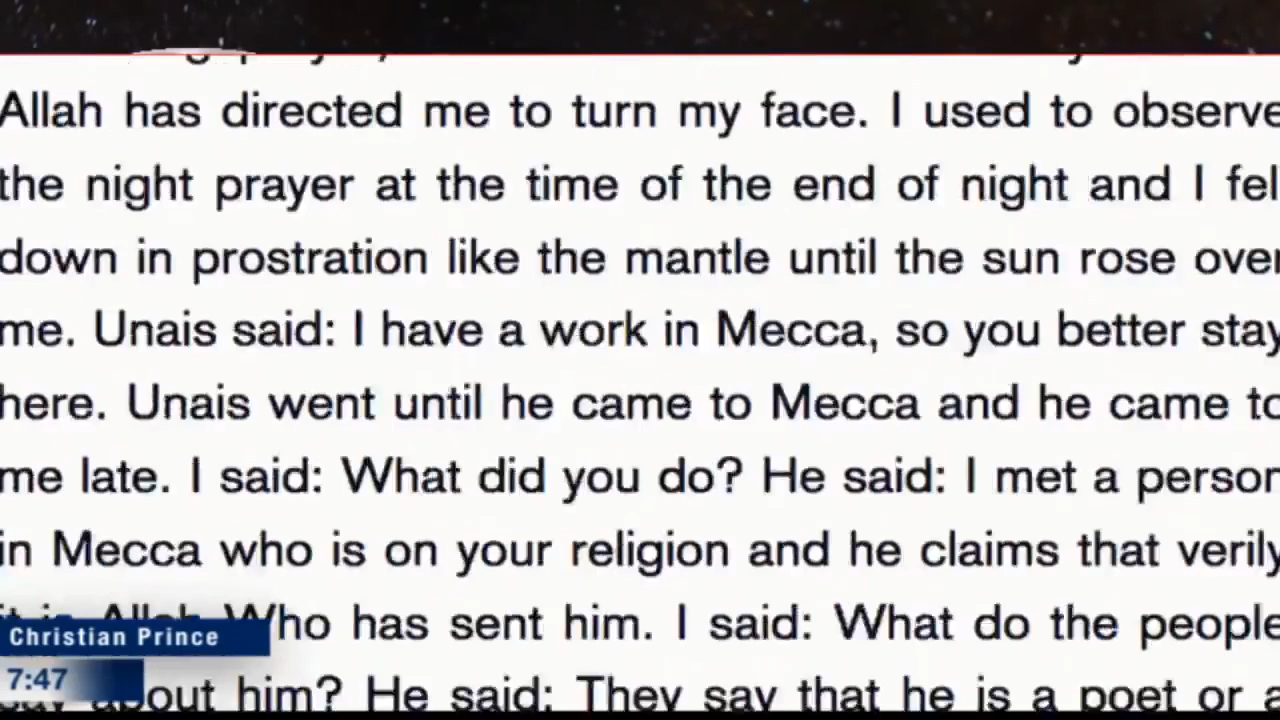 Allah has directed me to turn my face. I used to observe
the night prayer at the time of the end of night and I fel
down in prostration like the mantle until the sun rose over
me. Unais said: I have a work in Mecca, so you better stay
here. Unais went until he came to Mecca and he came to
me late. I said: What did you do? He said: I met a person
in Mecca who is on your religion and he claims that verily
it is Allah Who has sent him. I said: What do the people
say about him? He said: They say that he is a poet or a
Christian Prince
7:47